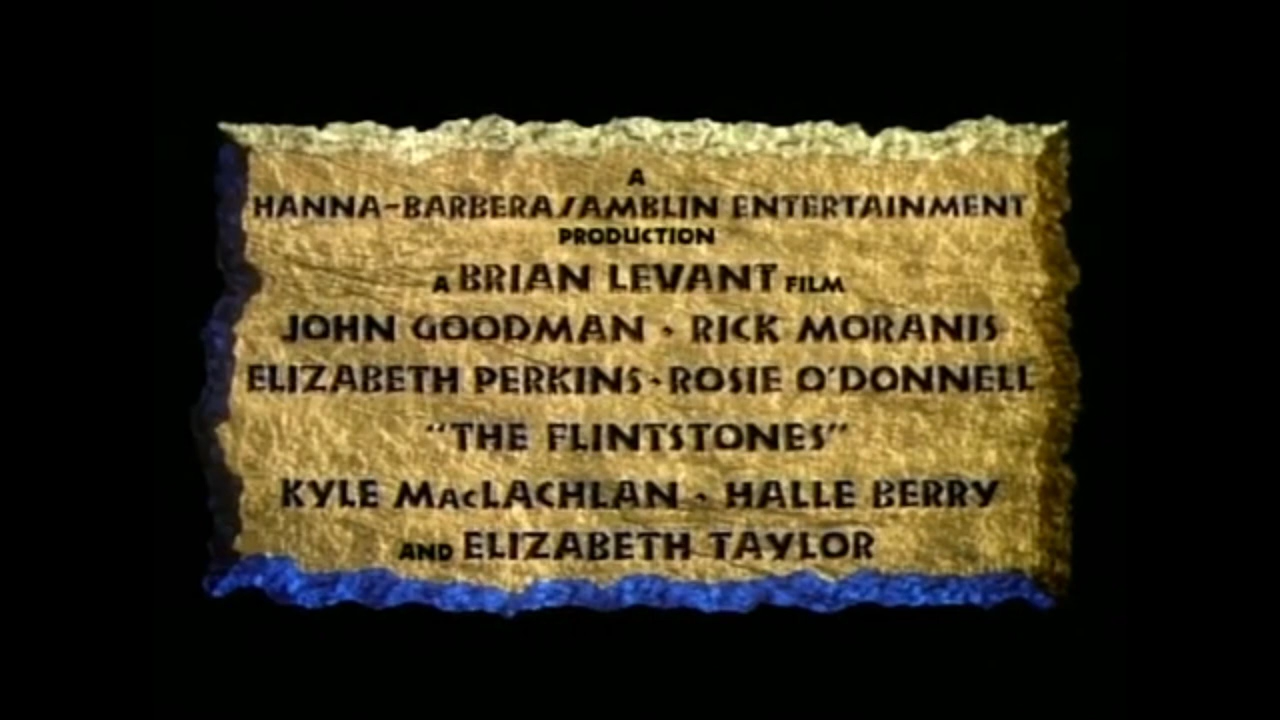 A
HANNA-BARBERA/AMBLIN ENTERTAINMENT
PRODUCTION
A BRIAN LEVANT FILM
JOHN GOODMAN · RICK MORANIS
ELIZABETH PERKINS · ROSIE O'DONNELL
"THE FLINTSTONES"
KYLE MACLACHLAN · HALLE BERRY
AND ELIZABETH TAYLOR